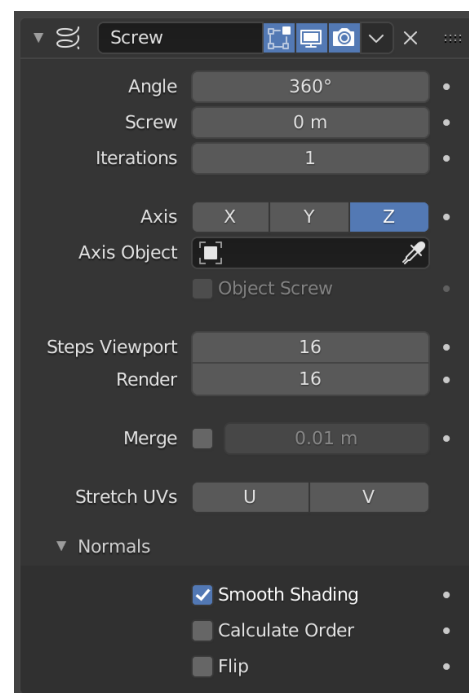 Screw
Angle 360°
Screw 0 m
Iterations 1
Axis X Y Z
Axis Object
Object Screw
Steps Viewport 16
Render 16
Merge 0.01 m
Stretch UVs U V
Normals
Smooth Shading
Calculate Order
Flip